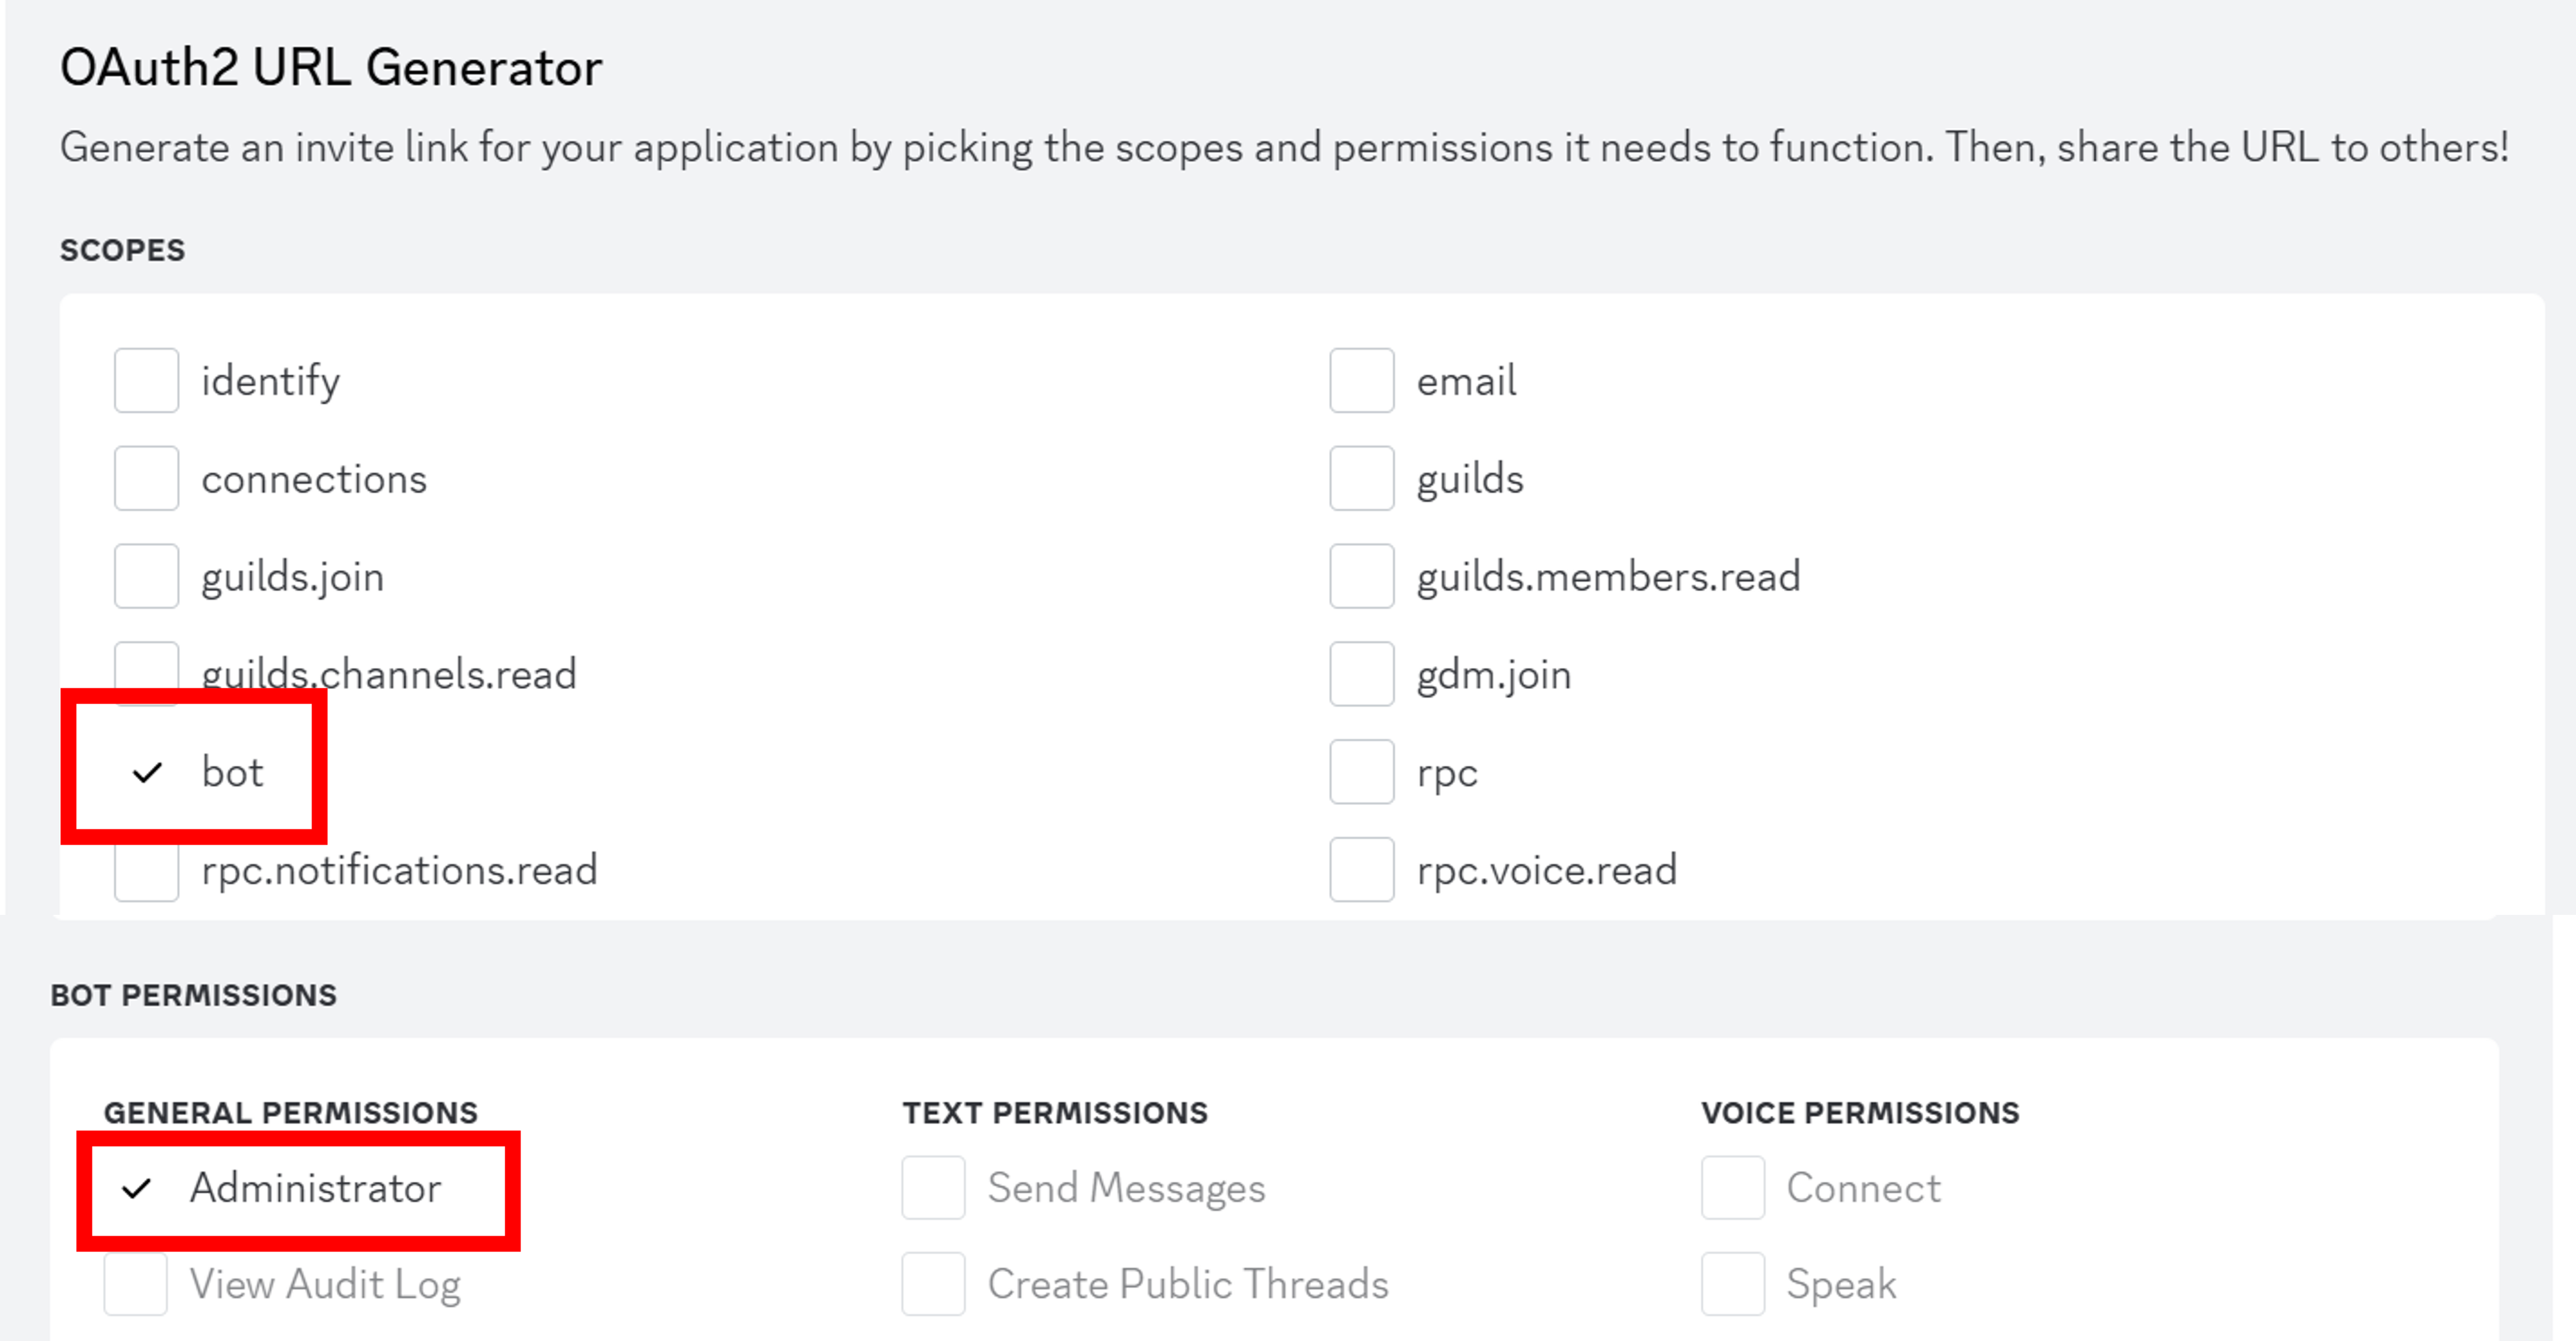 OAuth2 URL Generator
Generate an invite link for your application by picking the scopes and permissions it needs to function. Then, share the URL to others!
SCOPES
identify
email
connections
guilds
guilds.join
guilds.members.read
guilds.channels.read
gdm.join
bot
rpc
rpc.notifications.read
rpc.voice.read
BOT PERMISSIONS
GENERAL PERMISSIONS
TEXT PERMISSIONS
VOICE PERMISSIONS
Administrator
Send Messages
Connect
View Audit Log
Create Public Threads
Speak